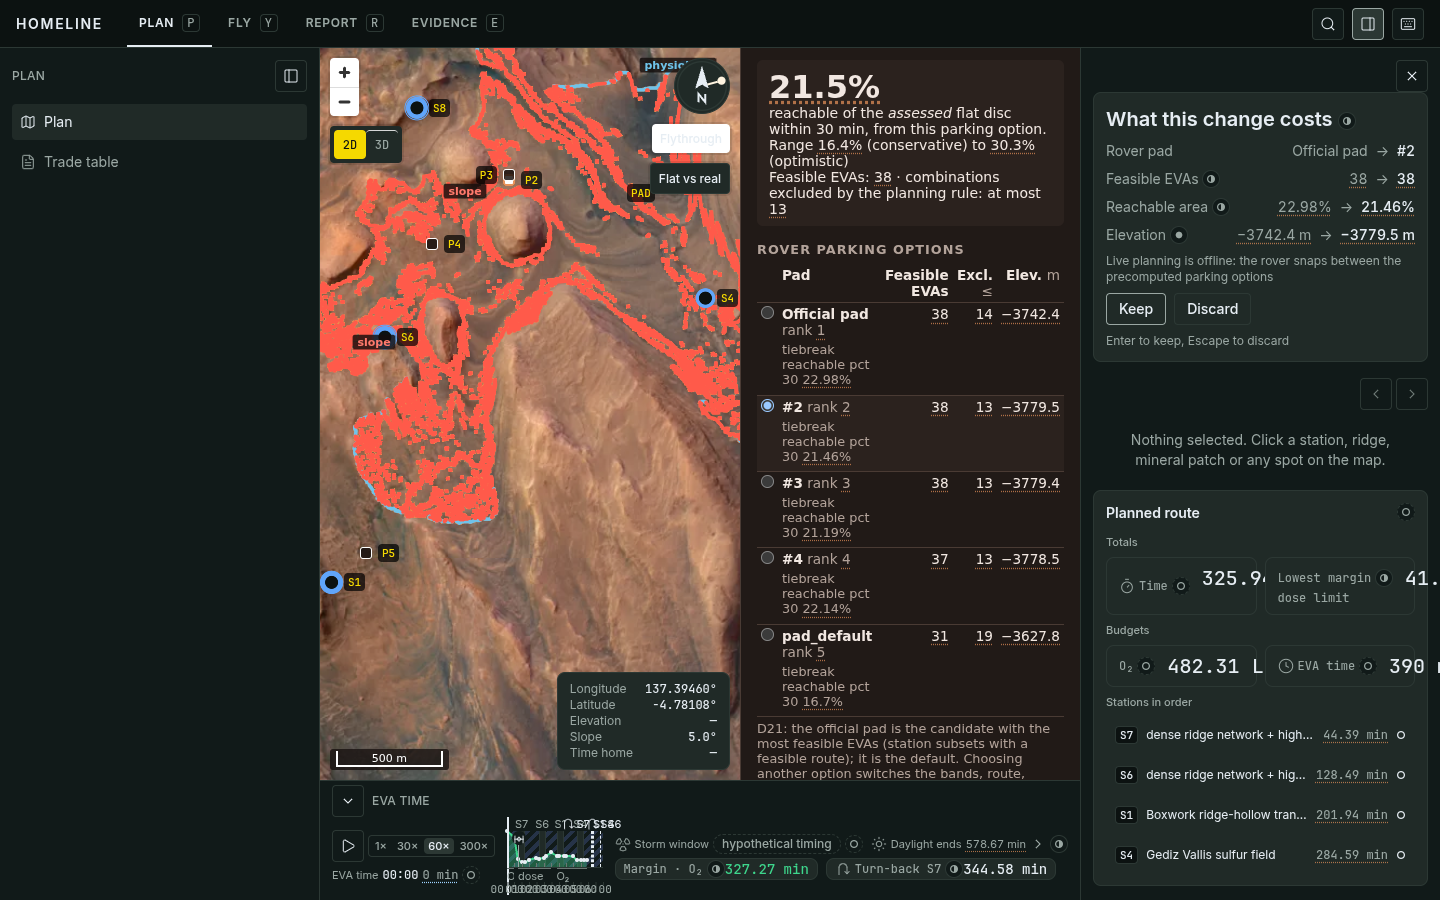 HOMELINE
PLAN P
FLY Y
REPORT R
EVIDENCE E
PLAN
Plan
Trade table
+
−
2D 3D
S8
P3
P2
slope
P4
PAD
S4
S6
slope
P5
S1
N
Flythrough
Flat vs real
Longitude 137.39460°
Latitude -4.78108°
Elevation –
Slope 5.0°
Time home –
500 m
21.5%
reachable of the assessed flat disc
within 30 min, from this parking option.
Range 16.4% (conservative) to 30.3%
(optimistic)
Feasible EVAs: 38 · combinations
excluded by the planning rule: at most
13
ROVER PARKING OPTIONS
Pad Feasible EVAs Excl. ≤ Elev. m
Official pad 38 14 −3742.4
rank 1
tiebreak
reachable pct
30 22.98%
#2 rank 2 38 13 −3779.5
tiebreak
reachable pct
30 21.46%
#3 rank 3 38 13 −3779.4
tiebreak
reachable pct
30 21.19%
#4 rank 4 37 13 −3778.5
tiebreak
reachable pct
30 22.14%
pad_default 31 19 −3627.8
rank 5
tiebreak
reachable pct
30 16.7%
D21: the official pad is the candidate with the
most feasible EVAs (station subsets with a
feasible route); it is the default. Choosing
another option switches the bands, route,
What this change costs
Rover pad Official pad → #2
Feasible EVAs 38 → 38
Reachable area 22.98% → 21.46%
Elevation −3742.4 m → −3779.5 m
Live planning is offline: the rover snaps between the
precomputed parking options
Keep Discard
Enter to keep, Escape to discard
Nothing selected. Click a station, ridge,
mineral patch or any spot on the map.
Planned route
Totals
Time 325.94
Lowest margin 41.
dose limit
Budgets
O₂ 482.31 L
EVA time 390
Stations in order
S7 dense ridge network + high... 44.39 min
S6 dense ridge network + hig... 128.49 min
S1 Boxwork ridge-hollow tran... 201.94 min
S4 Gediz Vallis sulfur field 284.59 min
EVA TIME
1× 30× 60× 300×
EVA time 00:00 0 min
S7 S6
dose O₂
Storm window hypothetical timing
Daylight ends 578.67 min
Margin · O₂ 327.27 min
Turn-back S7 344.58 min